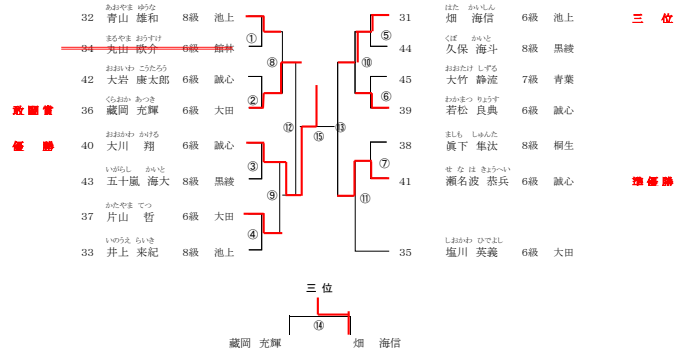 あおやま ゆうな
32 青山 雄和 8級 池上
まるやま おうすけ
34 丸山 欧介 6級 館林
おおいわ こうたろう
42 大岩 康太郎 6級 誠心
くらおか あつき
敢闘賞 36 蔵岡 充輝 6級 大田
おおかわ かける
優勝 40 大川 翔 6級 誠心
いがらし かいと
43 五十嵐 海大 8級 黒綾
かたやま てつ
37 片山 哲 6級 大田
いのうえ らいき
33 井上 来紀 8級 池上
① ② ③ ④ ⑧ ⑨ ⑫ ⑮ ⑬ ⑩ ⑪ ⑤ ⑥ ⑦
はた かいしん
31 畑 海信 6級 池上 三位
くぼ かいと
44 久保 海斗 8級 黒綾
おおたけ しずる
45 大竹 静流 7級 青葉
わかまつ りょうすけ
39 若松 良典 6級 誠心
ましも しゅんた
38 眞下 隼汰 8級 桐生
せなは きょうへい
41 瀬名波 恭兵 6級 誠心 準優勝
しおかわ ひでよし
35 塩川 英義 6級 大田
三位
⑭
蔵岡 充輝 畑 海信